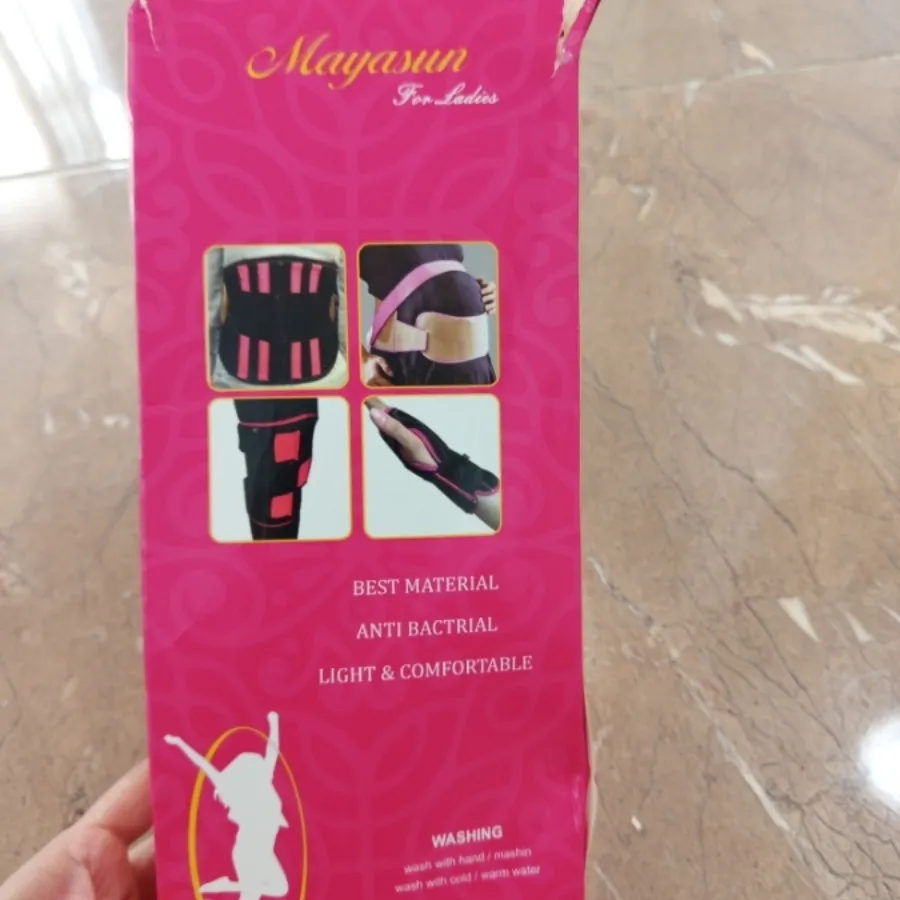 Mayasun
For Ladies
BEST MATERIAL
ANTI BACTRIAL
LIGHT & COMFORTABLE
WASHING
wash with hand / mashin
wash with cold / warm water